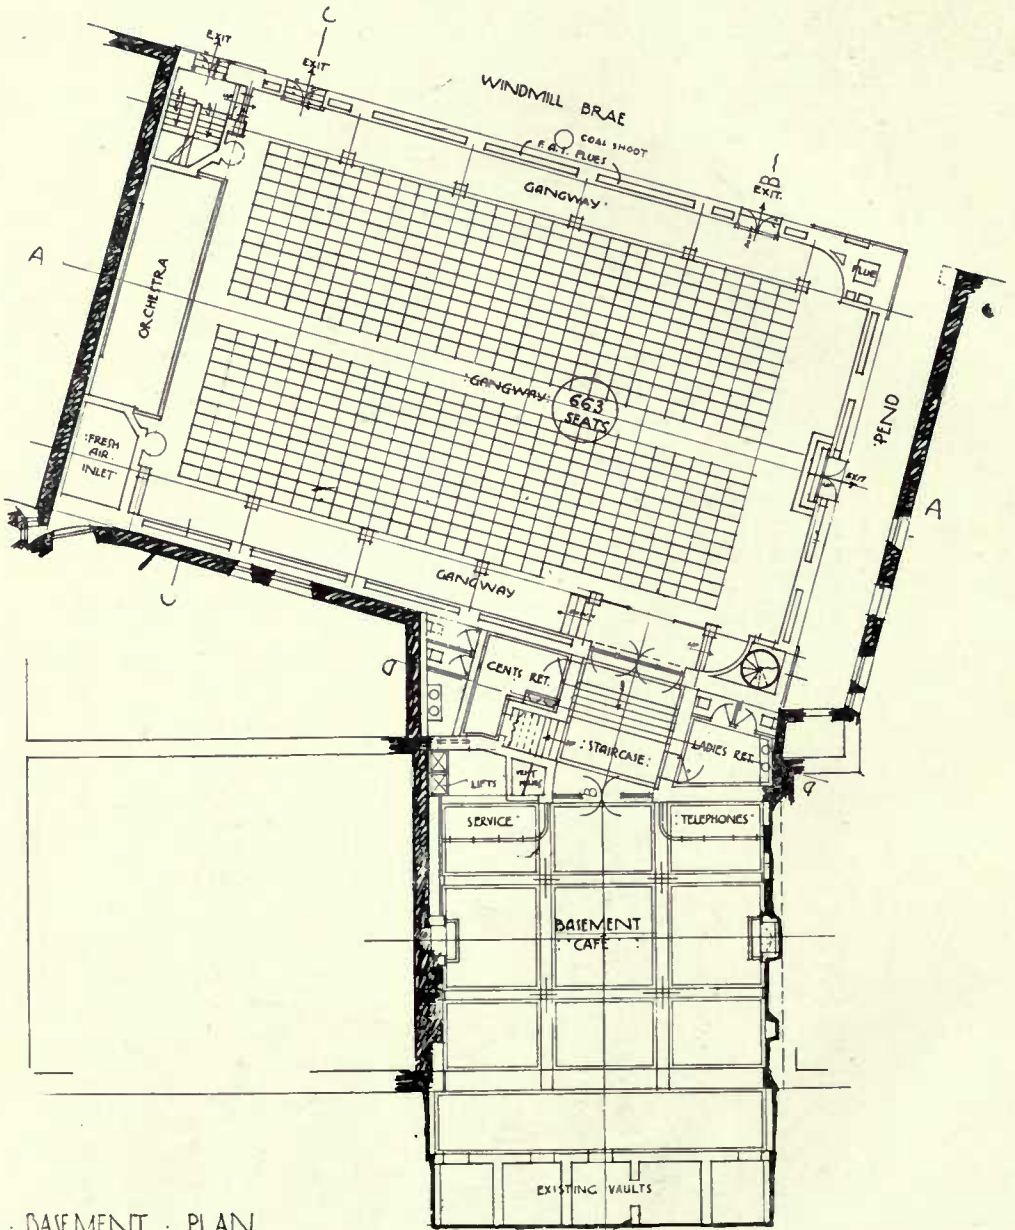 C
EXIT
EXIT
WINDMILL BRAE
COAL SHOOT
F.A.I. FLUES
B
EXIT.
GANGWAY
FLUE
A
ORCHESTRA
GANGWAY
663
SEATS
PEND
EXIT
A
FRESH
AIR
INLET
C
GANGWAY
D
GENTS RET.
STAIRCASE
LADIES RET.
D
LIFTS
B
SERVICE
TELEPHONES
BASEMENT
CAFE
EXISTING VAULTS
· BASEMENT · PLAN